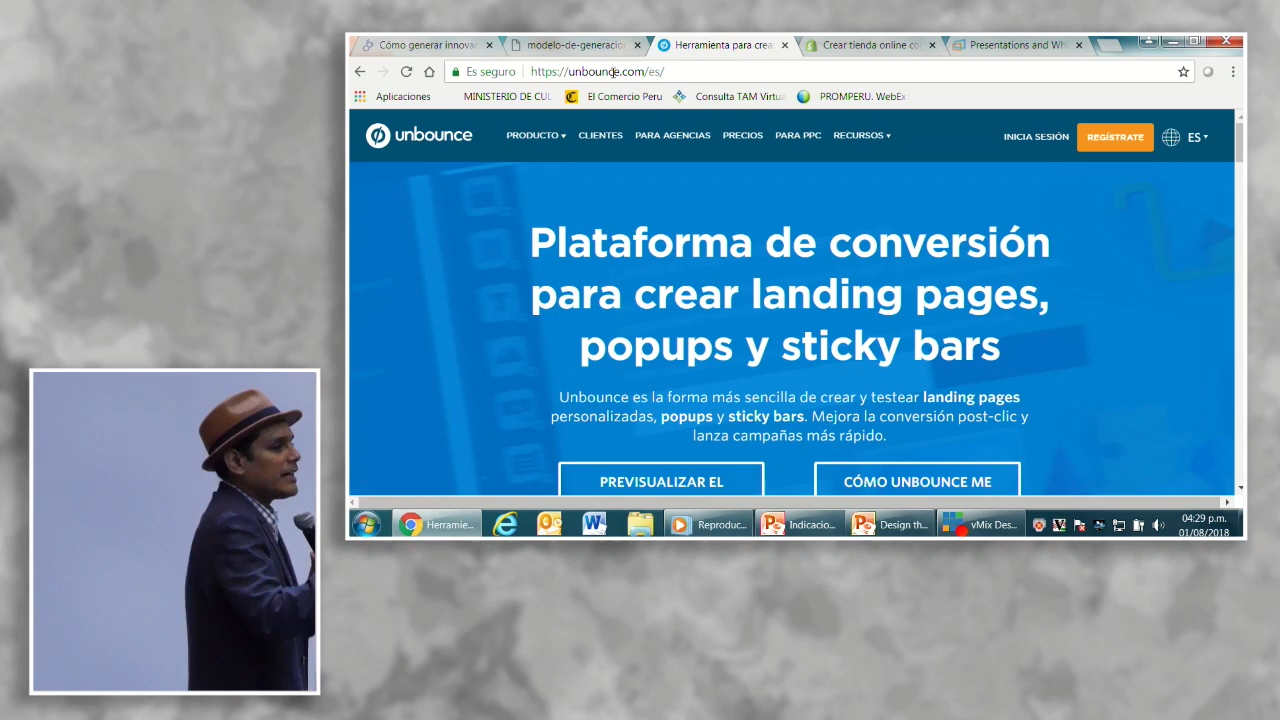 Cómo generar innovac
modelo-de-generacion
Herramienta para crea
Crear tienda online co
Presentations and Wh
Es seguro
https://unbounce.com/es/
Aplicaciones
MINISTERIO DE CUL
El Comercio Peru
Consulta TAM Virtua
PROMPERU. WebEx
unbounce
PRODUCTO
CLIENTES
PARA AGENCIAS
PRECIOS
PARA PPC
RECURSOS
INICIA SESIÓN
REGÍSTRATE
ES
Plataforma de conversión
para crear landing pages,
popups y sticky bars
Unbounce es la forma más sencilla de crear y testear landing pages
personalizadas, popups y sticky bars. Mejora la conversión post-clic y
lanza campañas más rápido.
PREVISUALIZAR EL
CÓMO UNBOUNCE ME
Herramie...
Reproduc...
Indicacio...
Design th...
vMix Des...
04:29 p.m.
01/08/2018